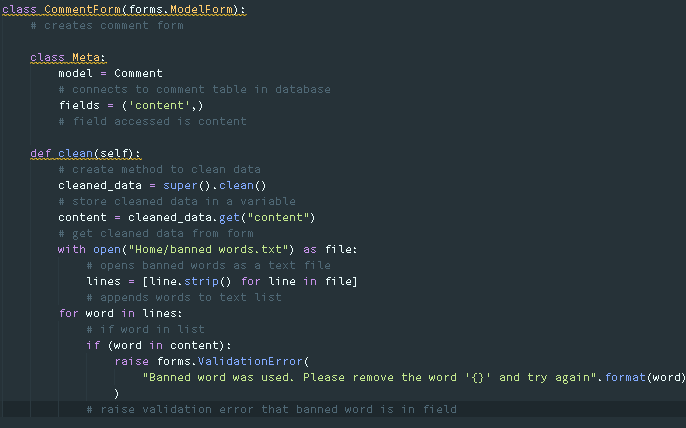 class CommentForm(forms.ModelForm):
    # creates comment form

    class Meta:
        model = Comment
        # connects to comment table in database
        fields = ('content',)
        # field accessed is content

    def clean(self):
        # create method to clean data
        cleaned_data = super().clean()
        # store cleaned data in a variable
        content = cleaned_data.get("content")
        # get cleaned data from form
        with open("Home/banned words.txt") as file:
            # opens banned words as a text file
            lines = [line.strip() for line in file]
            # appends words to text list
        for word in lines:
            # if word in list
            if (word in content):
                raise forms.ValidationError(
                    "Banned word was used. Please remove the word '{}' and try again".format(word)
                )
            # raise validation error that banned word is in field